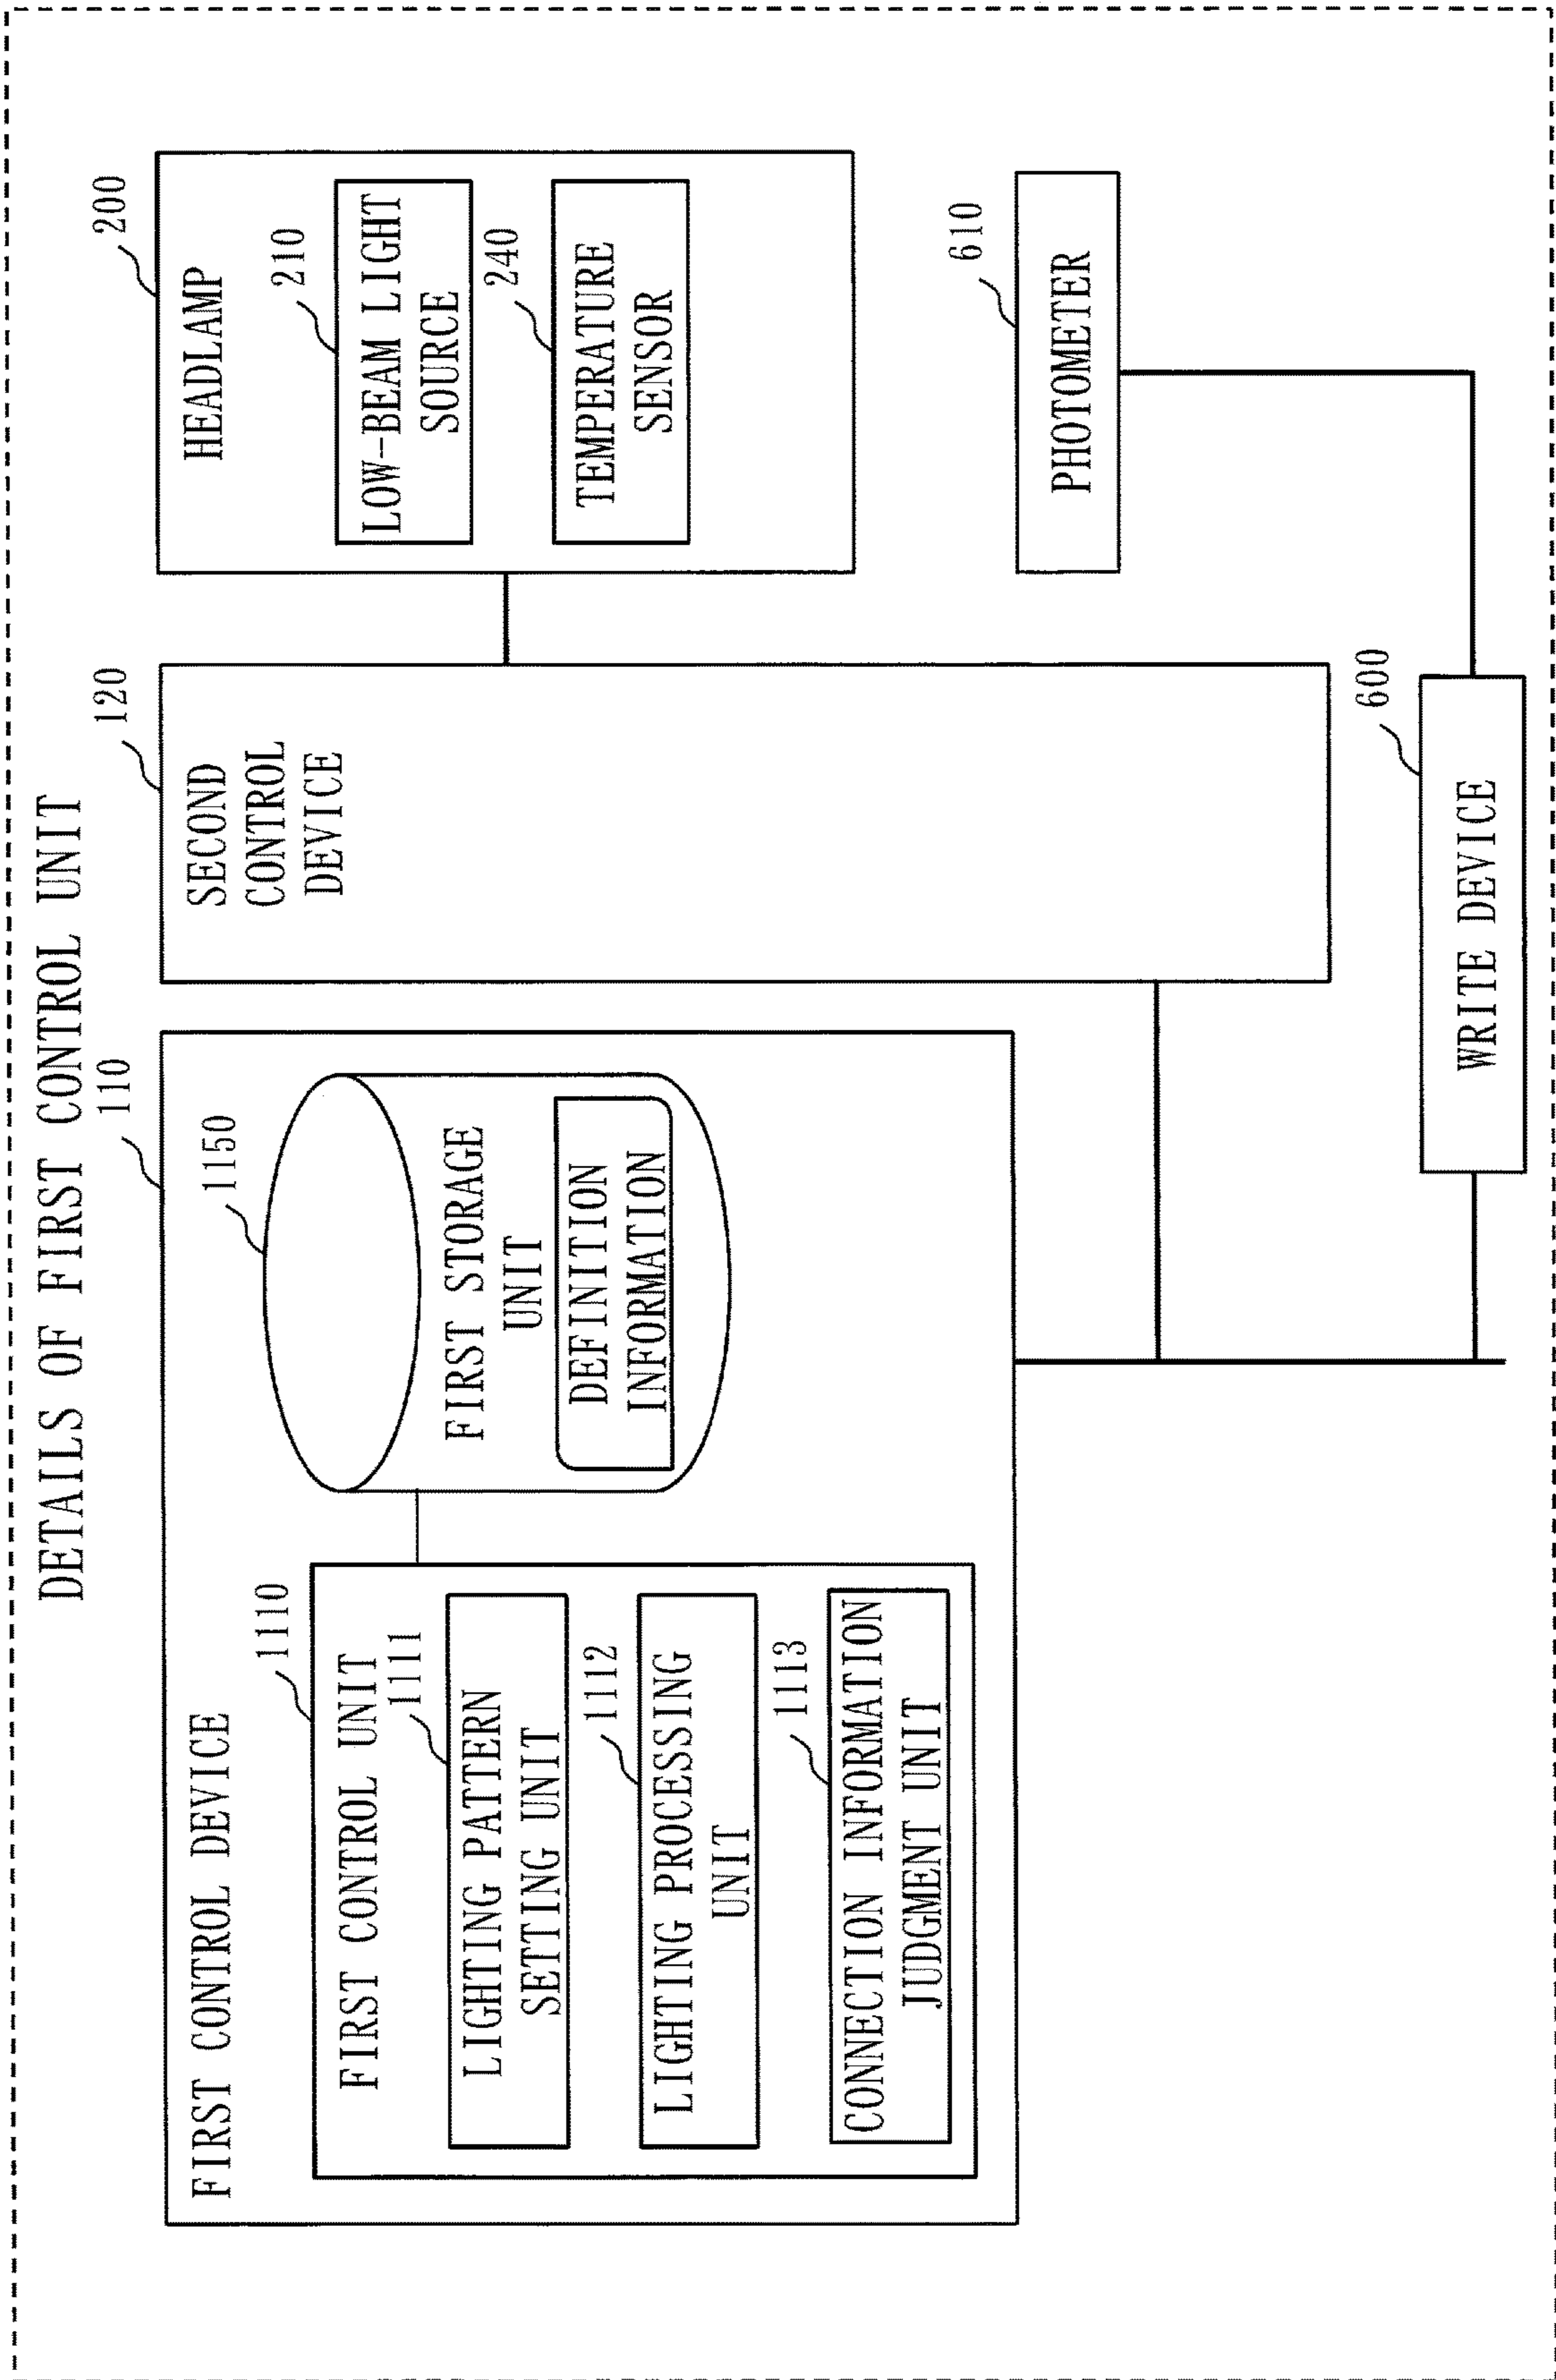 DETAILS OF FIRST CONTROL UNIT
110
FIRST CONTROL DEVICE
1110
FIRST CONTROL UNIT
1111
LIGHTING PATTERN
SETTING UNIT
1112
LIGHTING PROCESSING
UNIT
1113
CONNECTION INFORMATION
JUDGMENT UNIT
1150
FIRST STORAGE
UNIT
DEFINITION
INFORMATION
120
SECOND
CONTROL
DEVICE
200
HEADLAMP
210
LOW-BEAM LIGHT
SOURCE
240
TEMPERATURE
SENSOR
610
PHOTOMETER
600
WRITE DEVICE